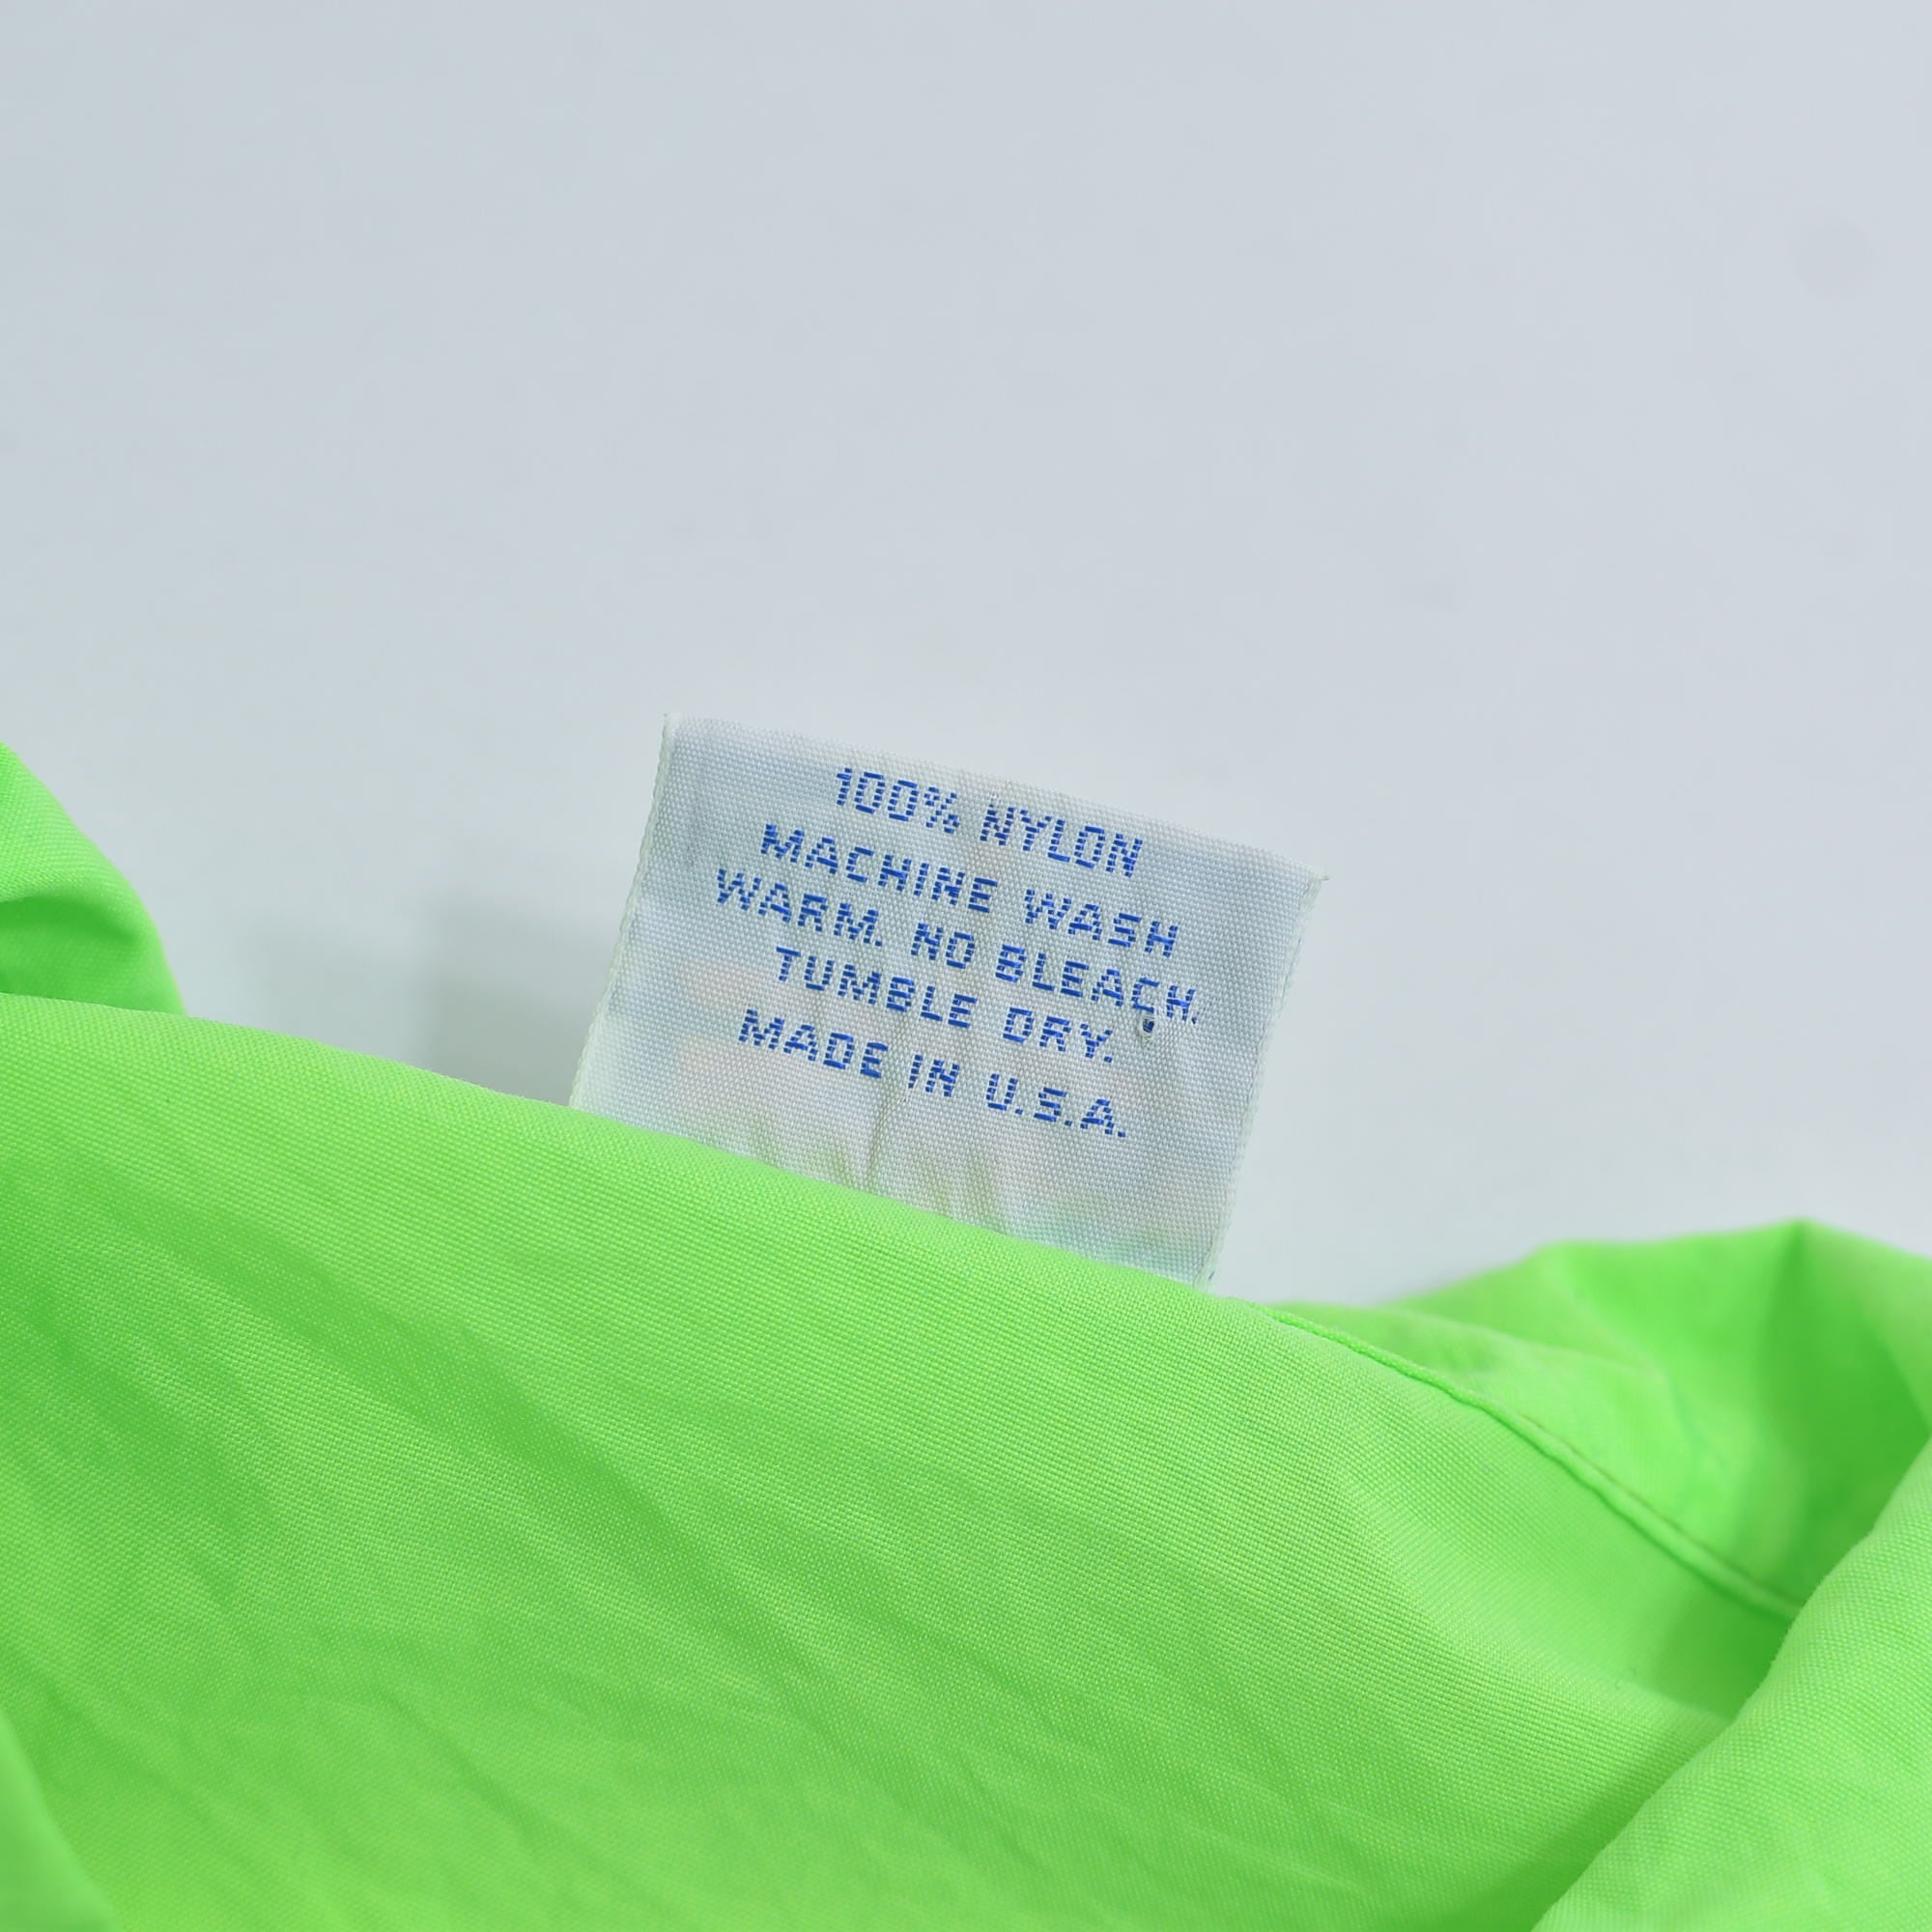 100% NYLON
MACHINE WASH
WARM. NO BLEACH.
TUMBLE DRY.
MADE IN U.S.A.